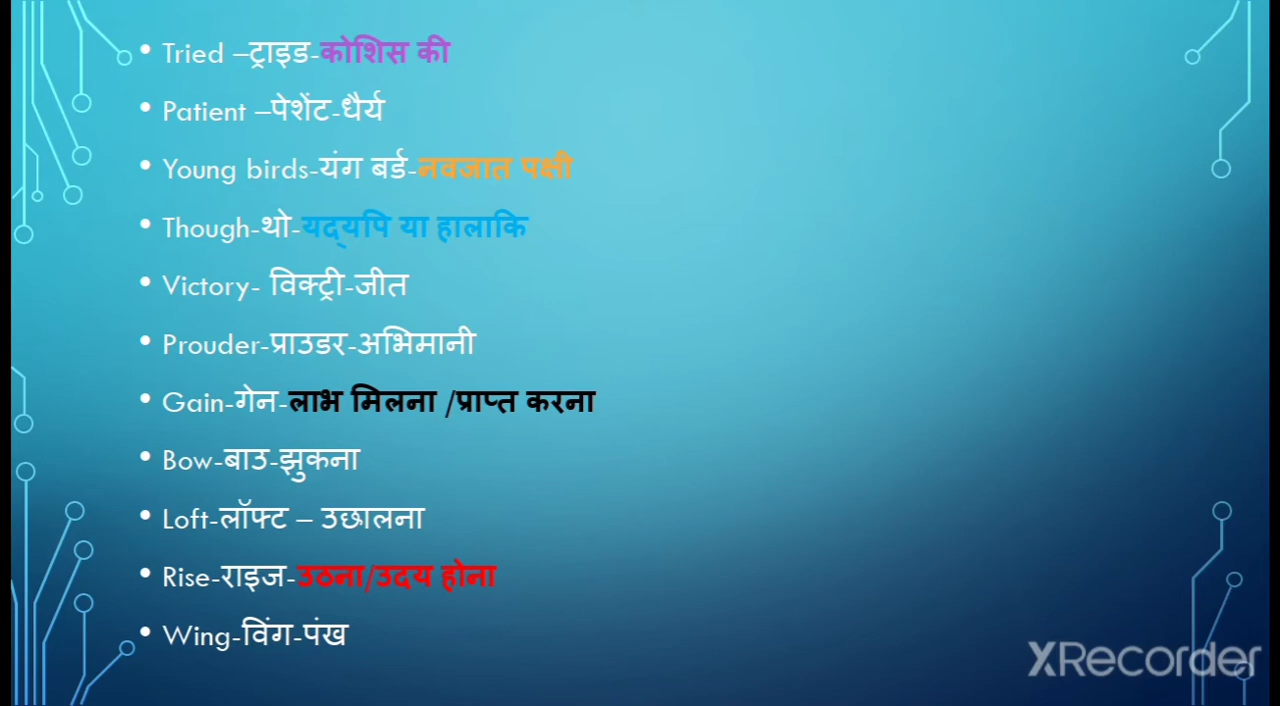 • Tried –ट्राइड-कोशिस की
• Patient –पेशेंट-धैर्य
• Young birds-यंग बर्ड-नवजात पक्षी
• Though-थो-यद्यपि या हालाकि
• Victory- विक्ट्री-जीत
• Prouder-प्राउडर-अभिमानी
• Gain-गेन-लाभ मिलना /प्राप्त करना
• Bow-बाउ-झुकना
• Loft-लॉफ्ट – उछालना
• Rise-राइज-उठना/उदय होना
• Wing-विंग-पंख
XRecorder